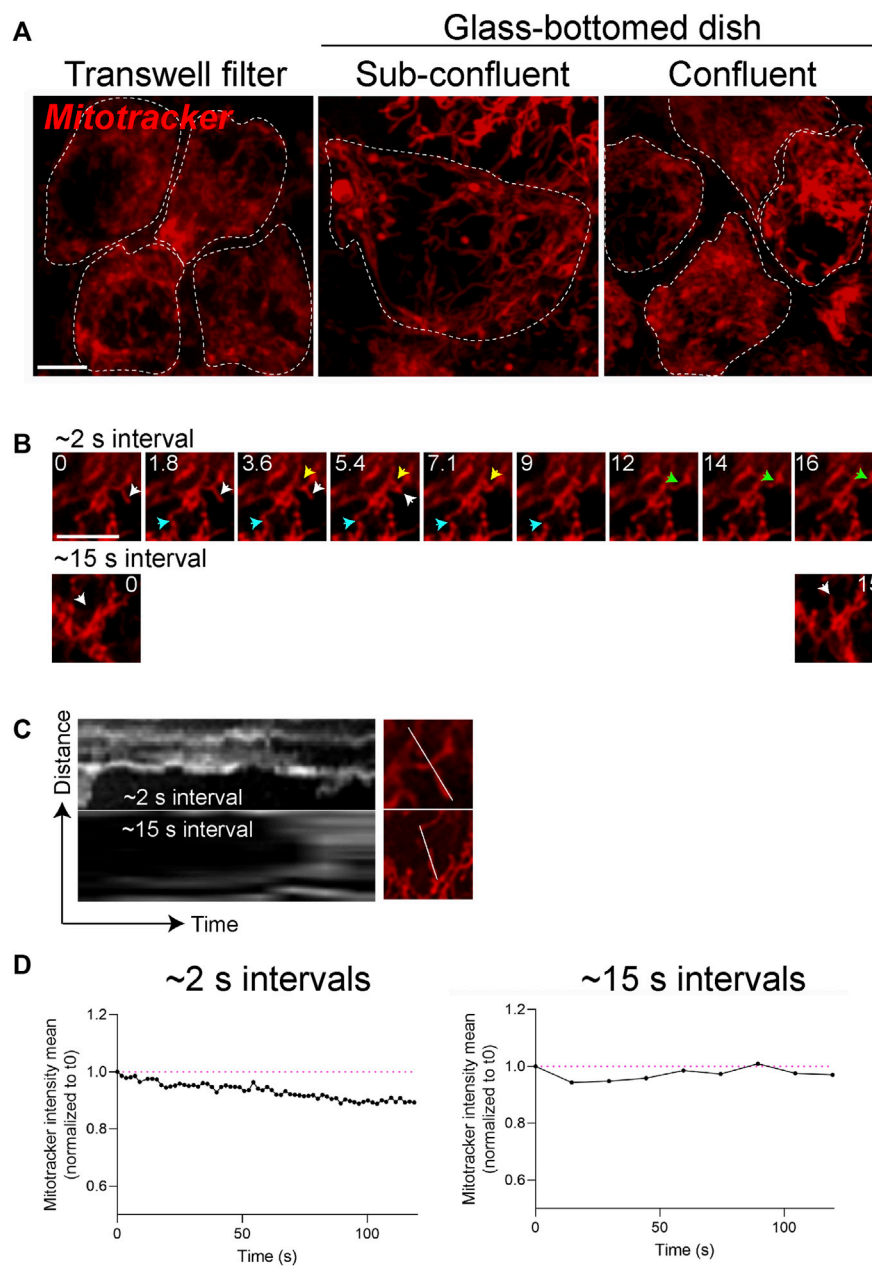 A
Glass-bottomed dish
Transwell filter
Sub-confluent
Confluent
Mitotracker
B
~2 s interval
0
1.8
3.6
5.4
7.1
9
12
14
16
~15 s interval
0
15
C
Distance
~2 s interval
~15 s interval
Time
D
~2 s intervals
~15 s intervals
Mitotracker intensity mean
(normalized to t0)
1.2
1.0
0.8
0.6
0
50
100
Time (s)
Mitotracker intensity mean
(normalized to t0)
1.2
1.0
0.8
0.6
0
50
100
Time (s)